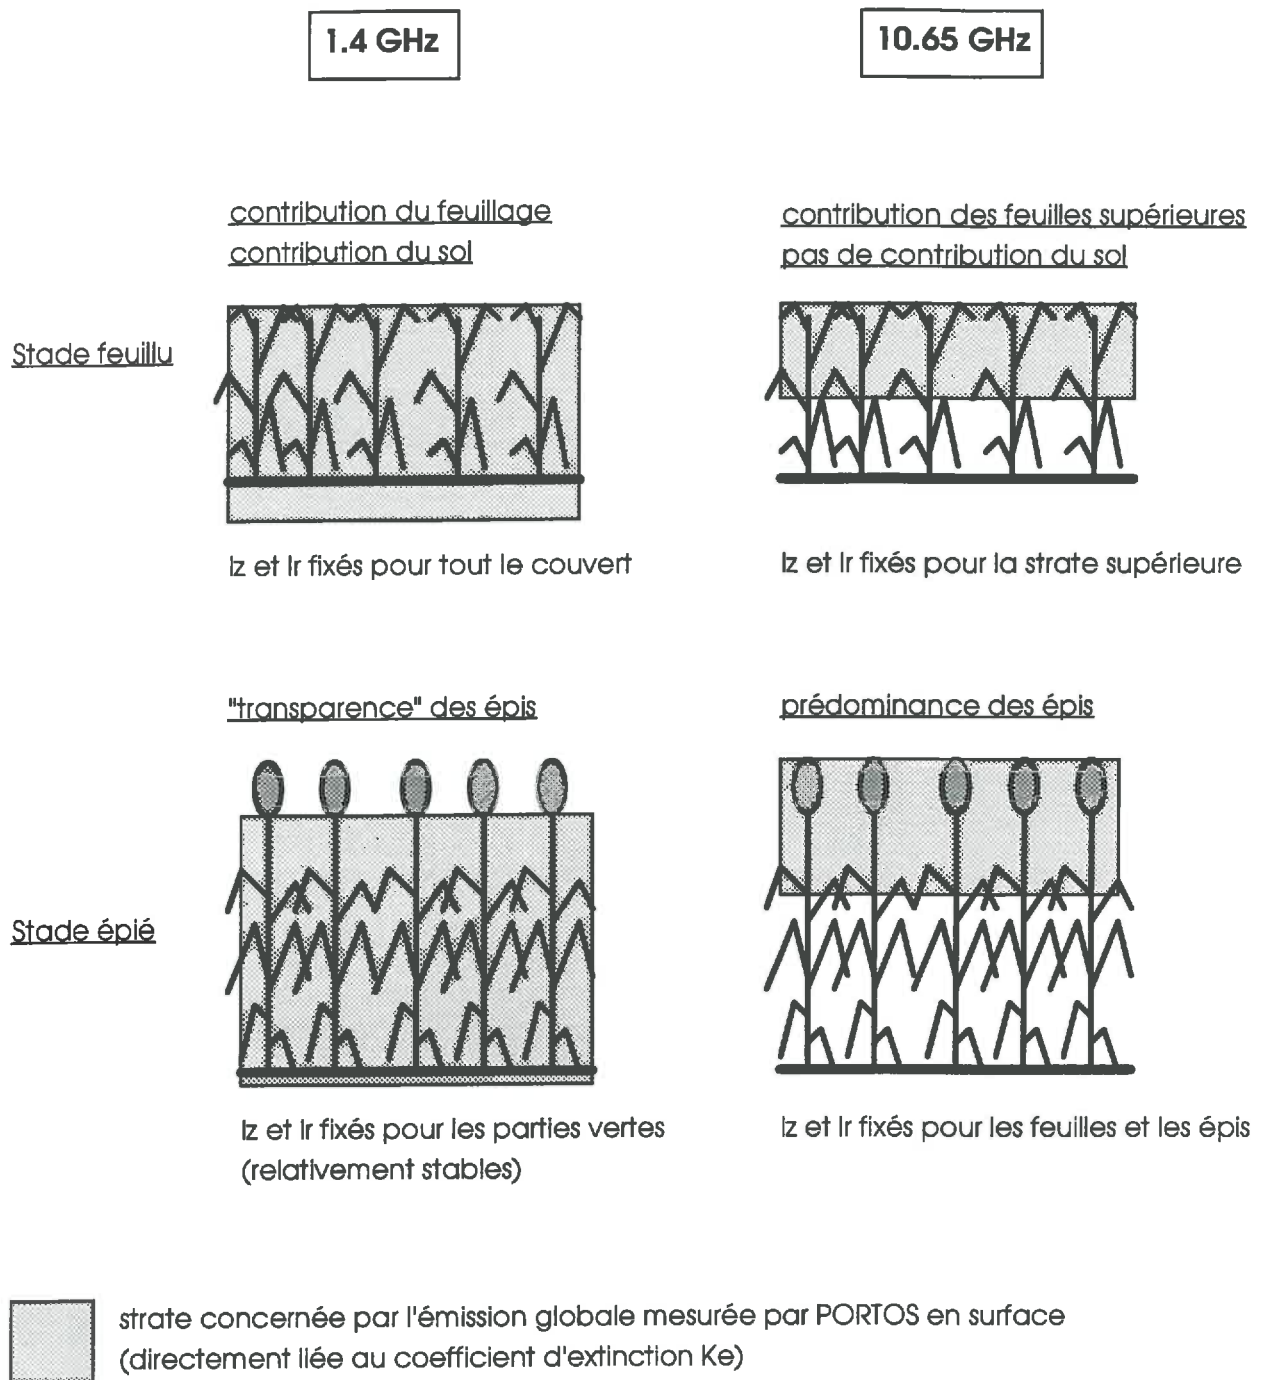 1.4 GHz
10.65 GHz
contribution du feuillage
contribution du sol
contribution des feuilles supérieures
pas de contribution du sol
Stade feuillu
Iz et Ir fixés pour tout le couvert
Iz et Ir fixés pour la strate supérieure
"transparence" des épis
prédominance des épis
Stade épié
Iz et Ir fixés pour les parties vertes
(relativement stables)
Iz et Ir fixés pour les feuilles et les épis
strate concernée par l'émission globale mesurée par PORTOS en surface
(directement liée au coefficient d'extinction Ke)